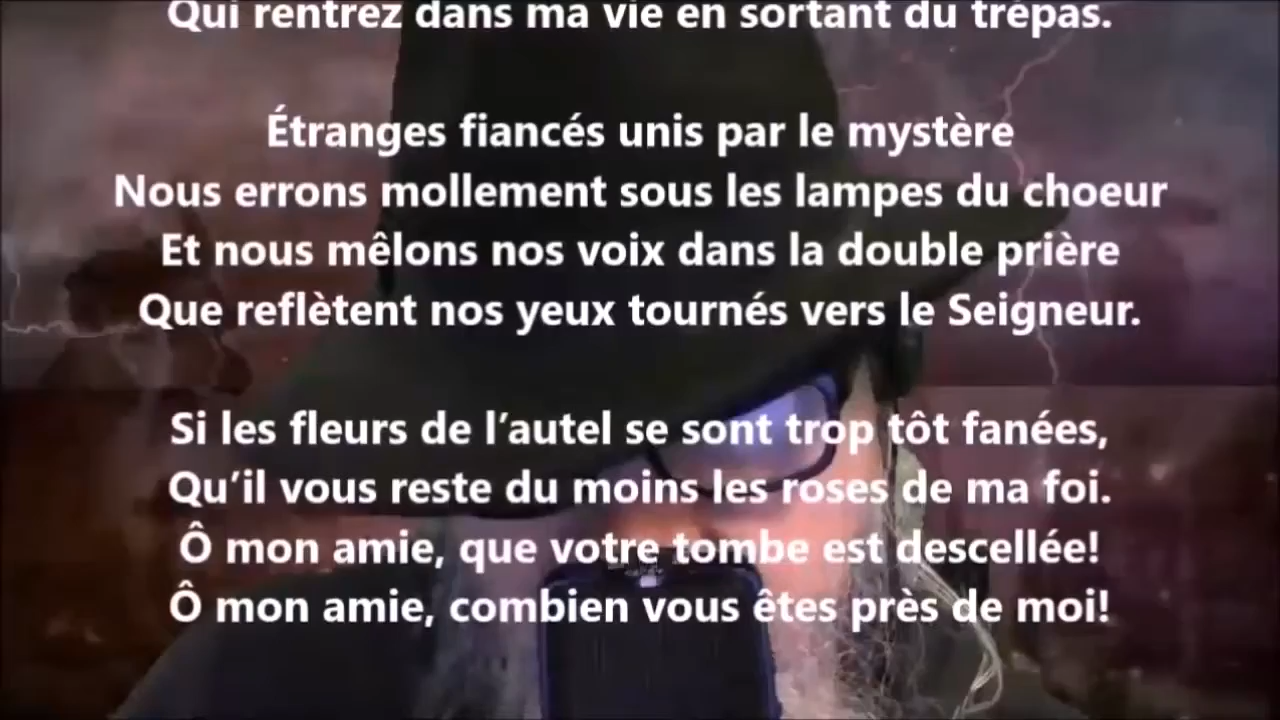 Qui rentrez dans ma vie en sortant du trépas.
Étranges fiancés unis par le mystère
Nous errons mollement sous les lampes du choeur
Et nous mêlons nos voix dans la double prière
Que reflètent nos yeux tournés vers le Seigneur.
Si les fleurs de l’autel se sont trop tôt fanées,
Qu’il vous reste du moins les roses de ma foi.
Ô mon amie, que votre tombe est descellée!
Ô mon amie, combien vous êtes près de moi!